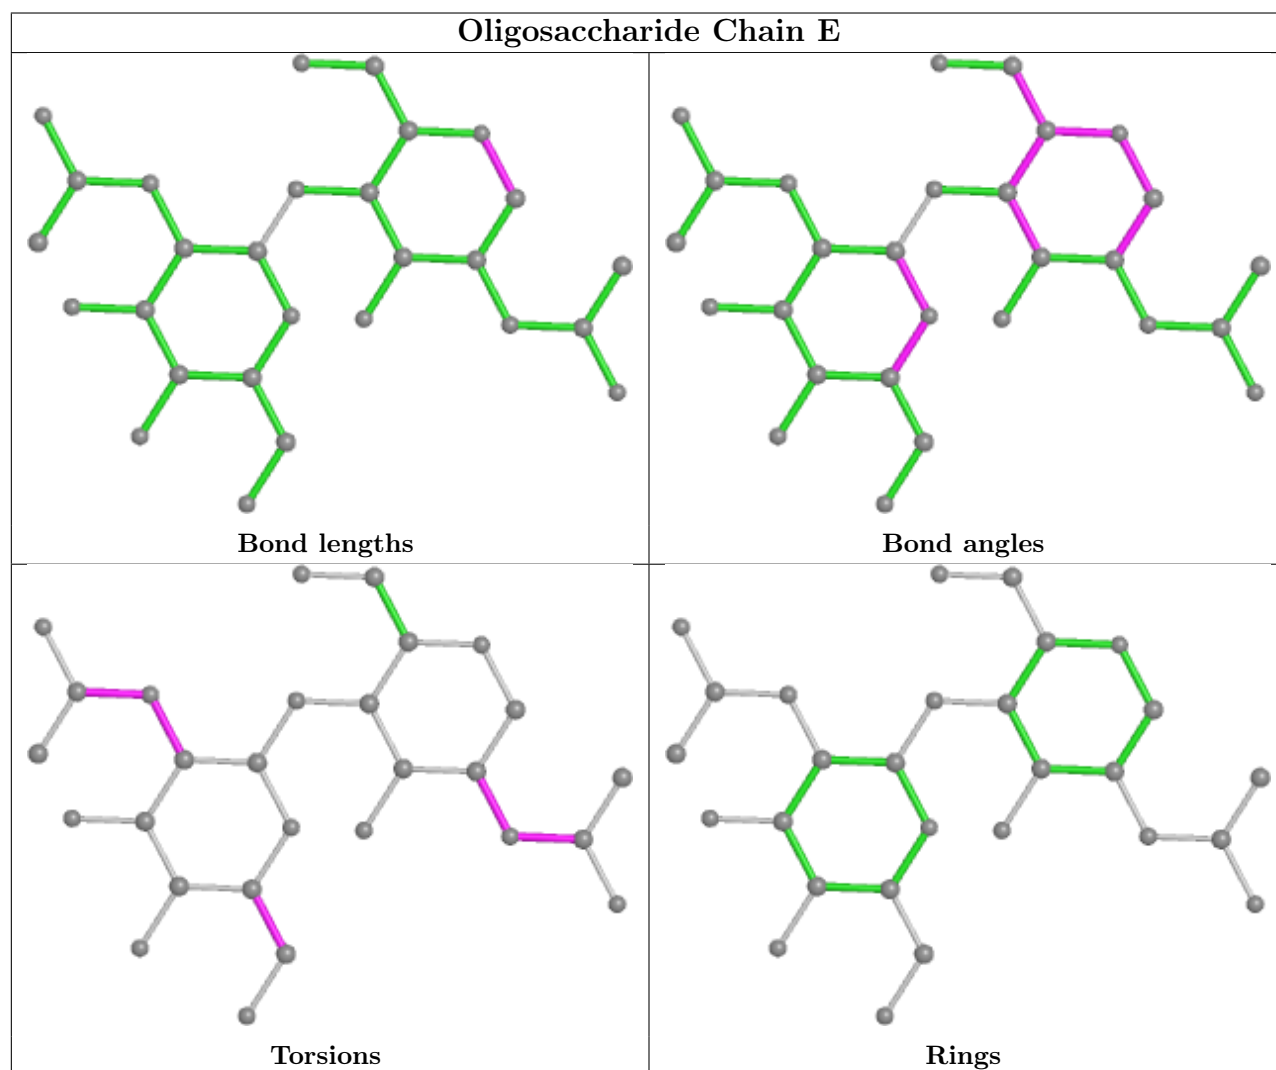 Oligosaccharide Chain E
Bond lengths
Bond angles
Torsions
Rings